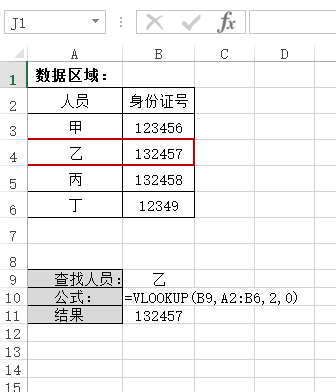 J1
A B C D
1 数据区域：
2 人员 身份证号
3 甲 123456
4 乙 132457
5 丙 132458
6 丁 12349
7
8
9 查找人员： 乙
10 公式： =VLOOKUP(B9,A2:B6,2,0)
11 结果 132457
12
13
14
15